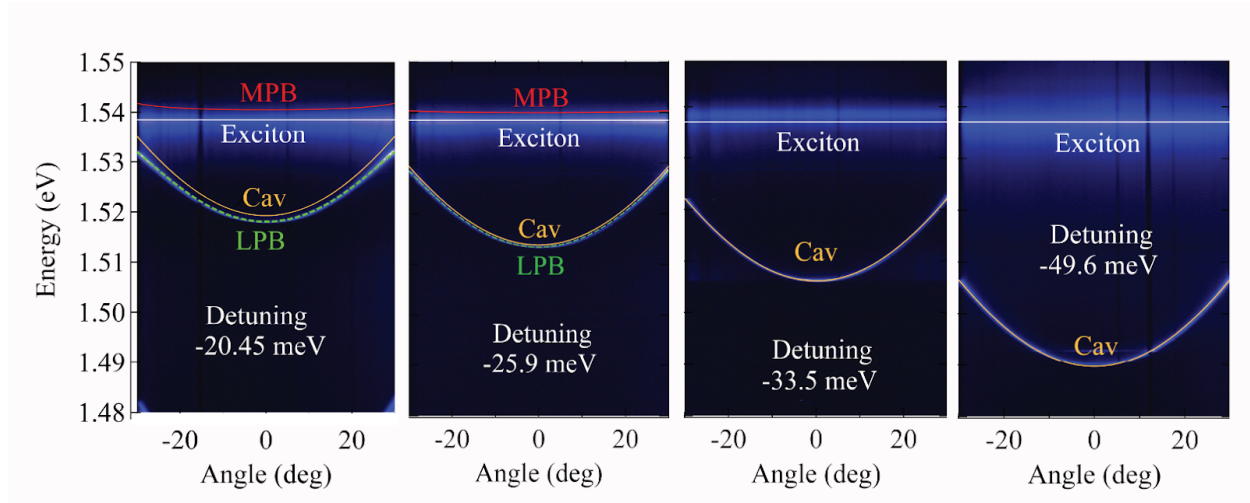 1.55
1.54
1.53
1.52
1.51
1.50
1.49
1.48
Energy (eV)
MPB
Exciton
Cav
LPB
Detuning
-20.45 meV
-20 0 20
Angle (deg)
MPB
Exciton
Cav
LPB
Detuning
-25.9 meV
-20 0 20
Angle (deg)
Exciton
Cav
Detuning
-33.5 meV
-20 0 20
Angle (deg)
Exciton
Detuning
-49.6 meV
Cav
-20 0 20
Angle (deg)